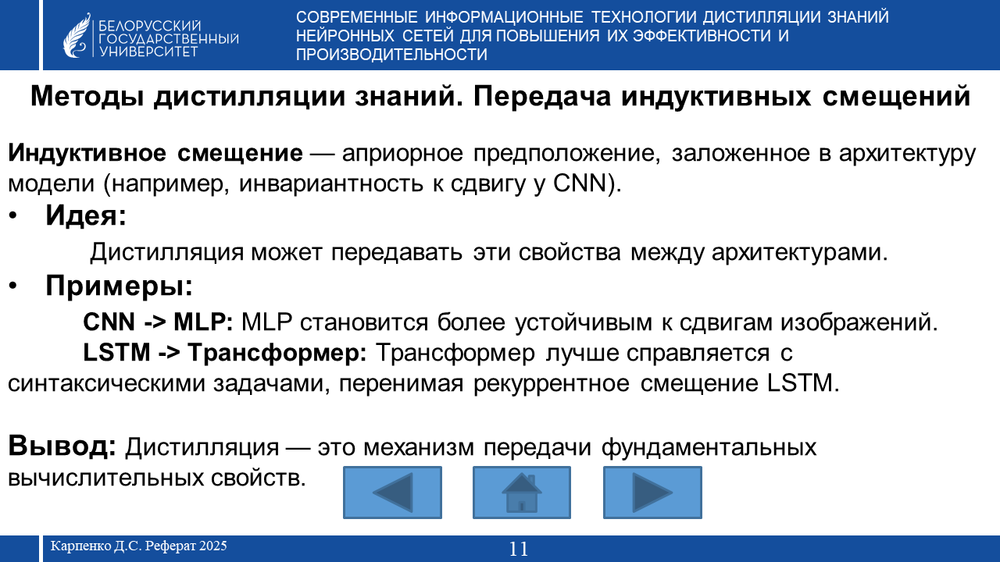 БЕЛОРУССКИЙ
ГОСУДАРСТВЕННЫЙ
УНИВЕРСИТЕТ
СОВРЕМЕННЫЕ ИНФОРМАЦИОННЫЕ ТЕХНОЛОГИИ ДИСТИЛЛЯЦИИ ЗНАНИЙ
НЕЙРОННЫХ СЕТЕЙ ДЛЯ ПОВЫШЕНИЯ ИХ ЭФФЕКТИВНОСТИ И
ПРОИЗВОДИТЕЛЬНОСТИ
Методы дистилляции знаний. Передача индуктивных смещений
Индуктивное смещение — априорное предположение, заложенное в архитектуру
модели (например, инвариантность к сдвигу у CNN).
• Идея:
Дистилляция может передавать эти свойства между архитектурами.
• Примеры:
CNN -> MLP: MLP становится более устойчивым к сдвигам изображений.
LSTM -> Трансформер: Трансформер лучше справляется с
синтаксическими задачами, перенимая рекуррентное смещение LSTM.
Вывод: Дистилляция — это механизм передачи фундаментальных
вычислительных свойств.
Карпенко Д.С. Реферат 2025
11